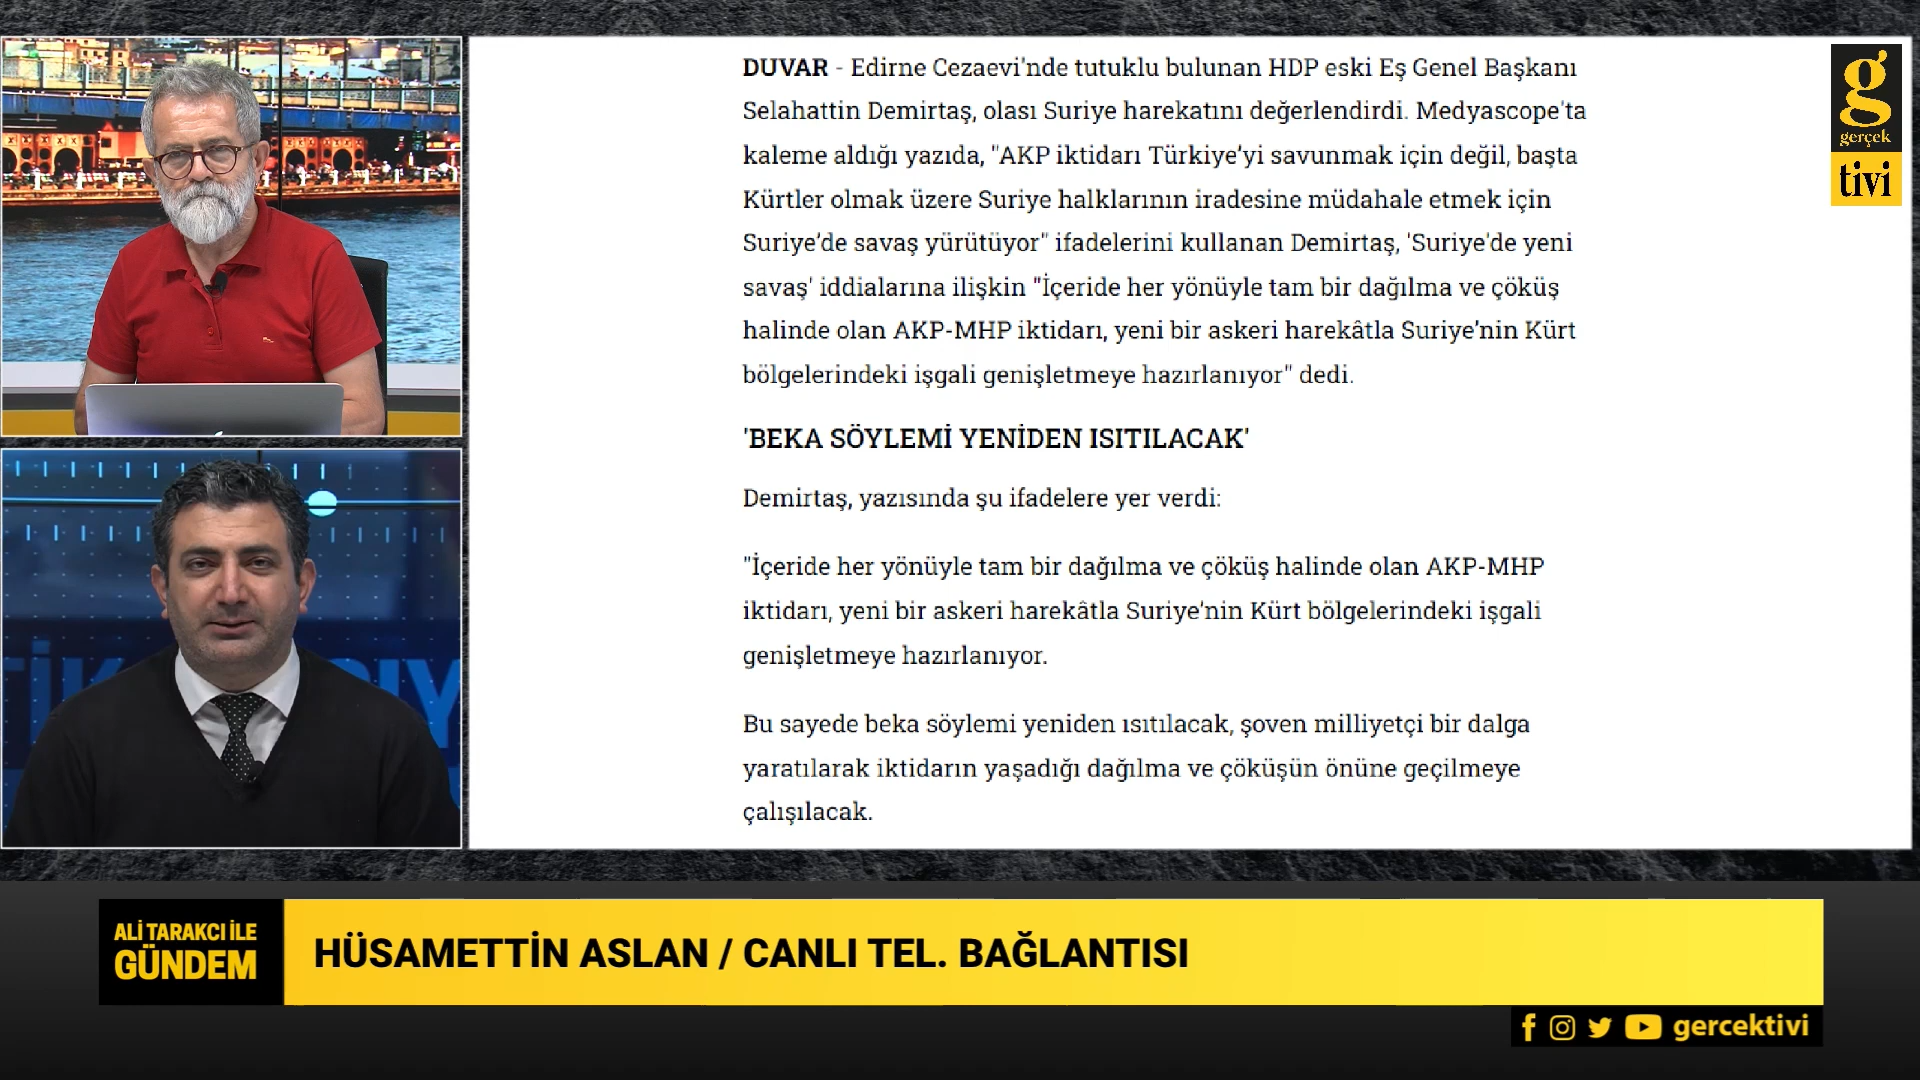 DUVAR - Edirne Cezaevi'nde tutuklu bulunan HDP eski Eş Genel Başkanı
Selahattin Demirtaş, olası Suriye harekatını değerlendirdi. Medyascope'ta
kaleme aldığı yazıda, "AKP iktidarı Türkiye'yi savunmak için değil, başta
Kürtler olmak üzere Suriye halklarının iradesine müdahale etmek için
Suriye'de savaş yürütüyor" ifadelerini kullanan Demirtaş, 'Suriye'de yeni
savaş' iddialarına ilişkin "İçeride her yönüyle tam bir dağılma ve çöküş
halinde olan AKP-MHP iktidarı, yeni bir askeri harekâtla Suriye'nin Kürt
bölgelerindeki işgali genişletmeye hazırlanıyor" dedi.
'BEKA SÖYLEMİ YENİDEN ISITILACAK'
Demirtaş, yazısında şu ifadelere yer verdi:
"İçeride her yönüyle tam bir dağılma ve çöküş halinde olan AKP-MHP
iktidarı, yeni bir askeri harekâtla Suriye'nin Kürt bölgelerindeki işgali
genişletmeye hazırlanıyor.
Bu sayede beka söylemi yeniden ısıtılacak, şoven milliyetçi bir dalga
yaratılarak iktidarın yaşadığı dağılma ve çöküşün önüne geçilmeye
çalışılacak.
g
gerçek
tivi
ALİ TARAKCI İLE
GÜNDEM
HÜSAMETTİN ASLAN / CANLI TEL. BAĞLANTISI
gercektivi